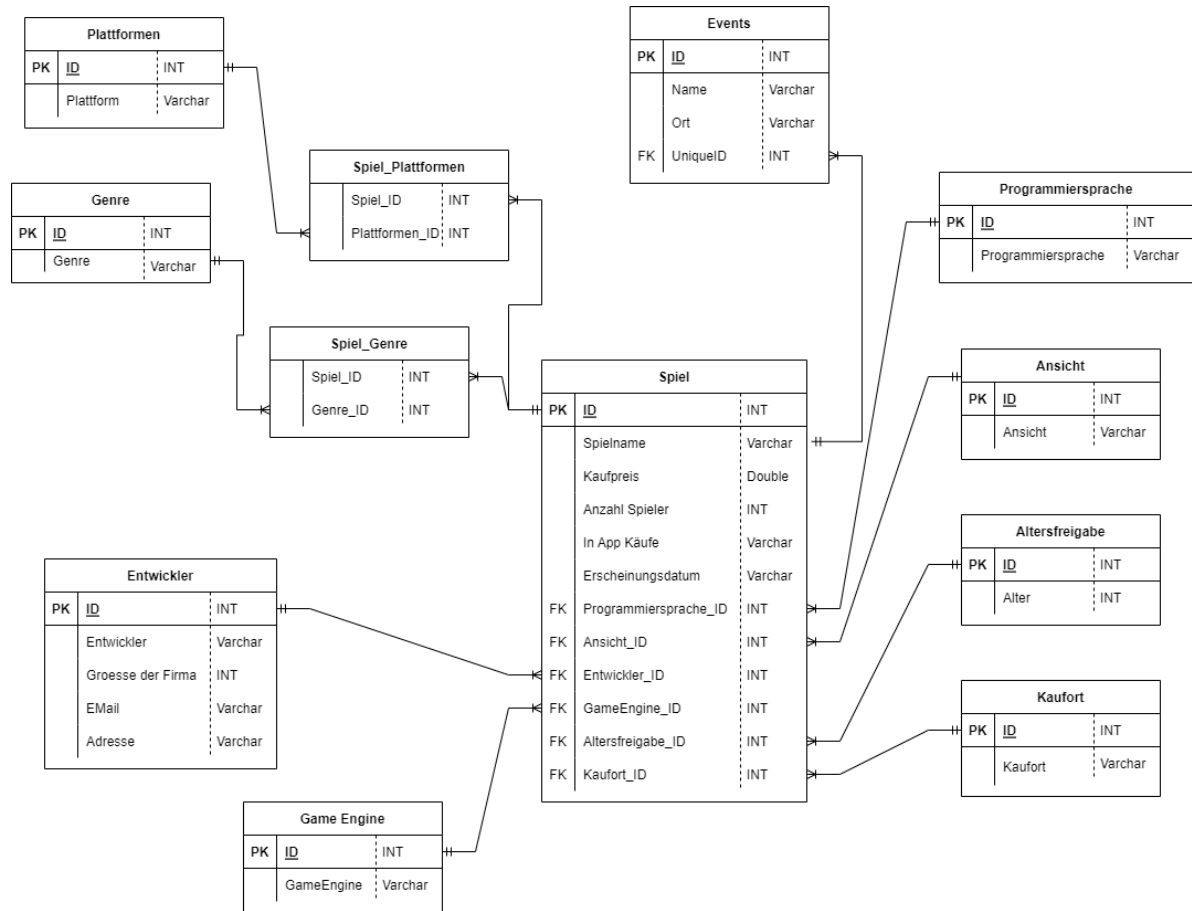 Plattformen
PK ID INT
Plattform Varchar
Events
PK ID INT
Name Varchar
Ort Varchar
FK UniqueID INT
Spiel_Plattformen
Spiel_ID INT
Plattformen_ID INT
Genre
PK ID INT
Genre Varchar
Programmiersprache
PK ID INT
Programmiersprache Varchar
Spiel_Genre
Spiel_ID INT
Genre_ID INT
Spiel
PK ID INT
Spielname Varchar
Kaufpreis Double
Anzahl Spieler INT
In App Käufe Varchar
Erscheinungsdatum Varchar
FK Programmiersprache_ID INT
FK Ansicht_ID INT
FK Entwickler_ID INT
FK GameEngine_ID INT
FK Altersfreigabe_ID INT
FK Kaufort_ID INT
Ansicht
PK ID INT
Ansicht Varchar
Altersfreigabe
PK ID INT
Alter INT
Entwickler
PK ID INT
Entwickler Varchar
Groesse der Firma INT
EMail Varchar
Adresse Varchar
Kaufort
PK ID INT
Kaufort Varchar
Game Engine
PK ID INT
GameEngine Varchar